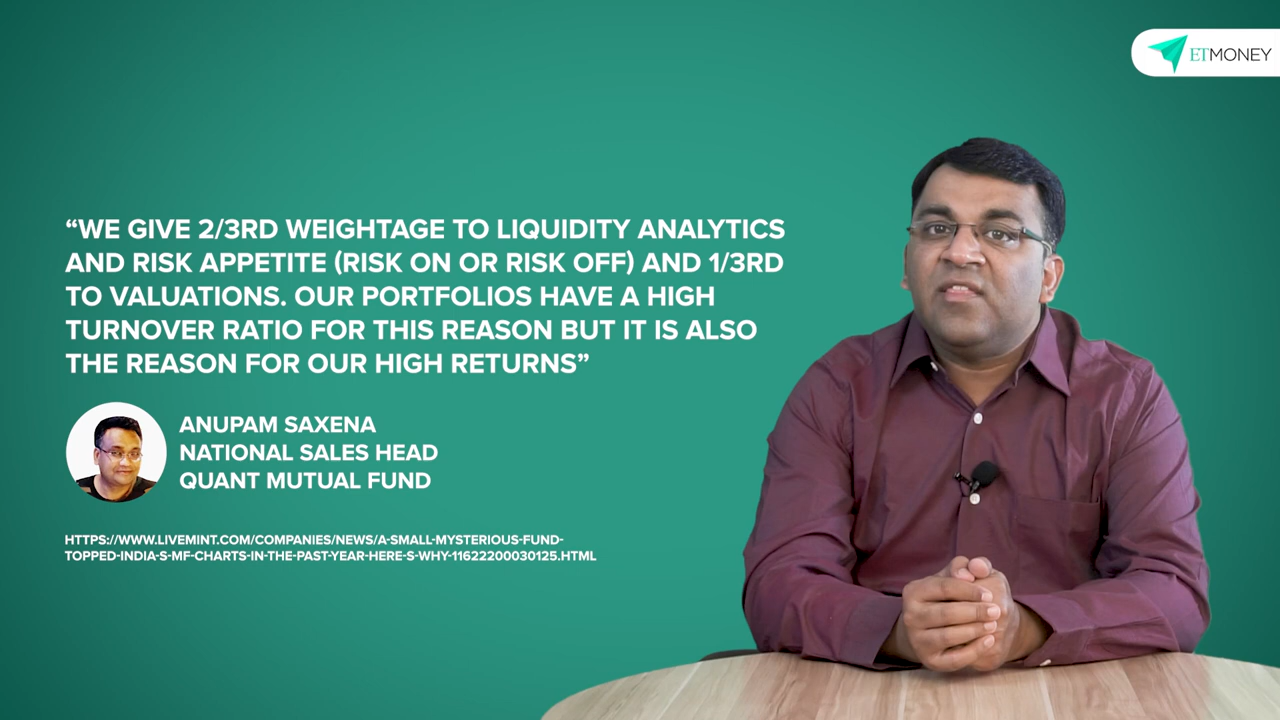 ETMONEY
“WE GIVE 2/3RD WEIGHTAGE TO LIQUIDITY ANALYTICS
AND RISK APPETITE (RISK ON OR RISK OFF) AND 1/3RD
TO VALUATIONS. OUR PORTFOLIOS HAVE A HIGH
TURNOVER RATIO FOR THIS REASON BUT IT IS ALSO
THE REASON FOR OUR HIGH RETURNS”
ANUPAM SAXENA
NATIONAL SALES HEAD
QUANT MUTUAL FUND
HTTPS://WWW.LIVEMINT.COM/COMPANIES/NEWS/A-SMALL-MYSTERIOUS-FUND-
TOPPED-INDIA-S-MF-CHARTS-IN-THE-PAST-YEAR-HERE-S-WHY-11622200030125.HTML